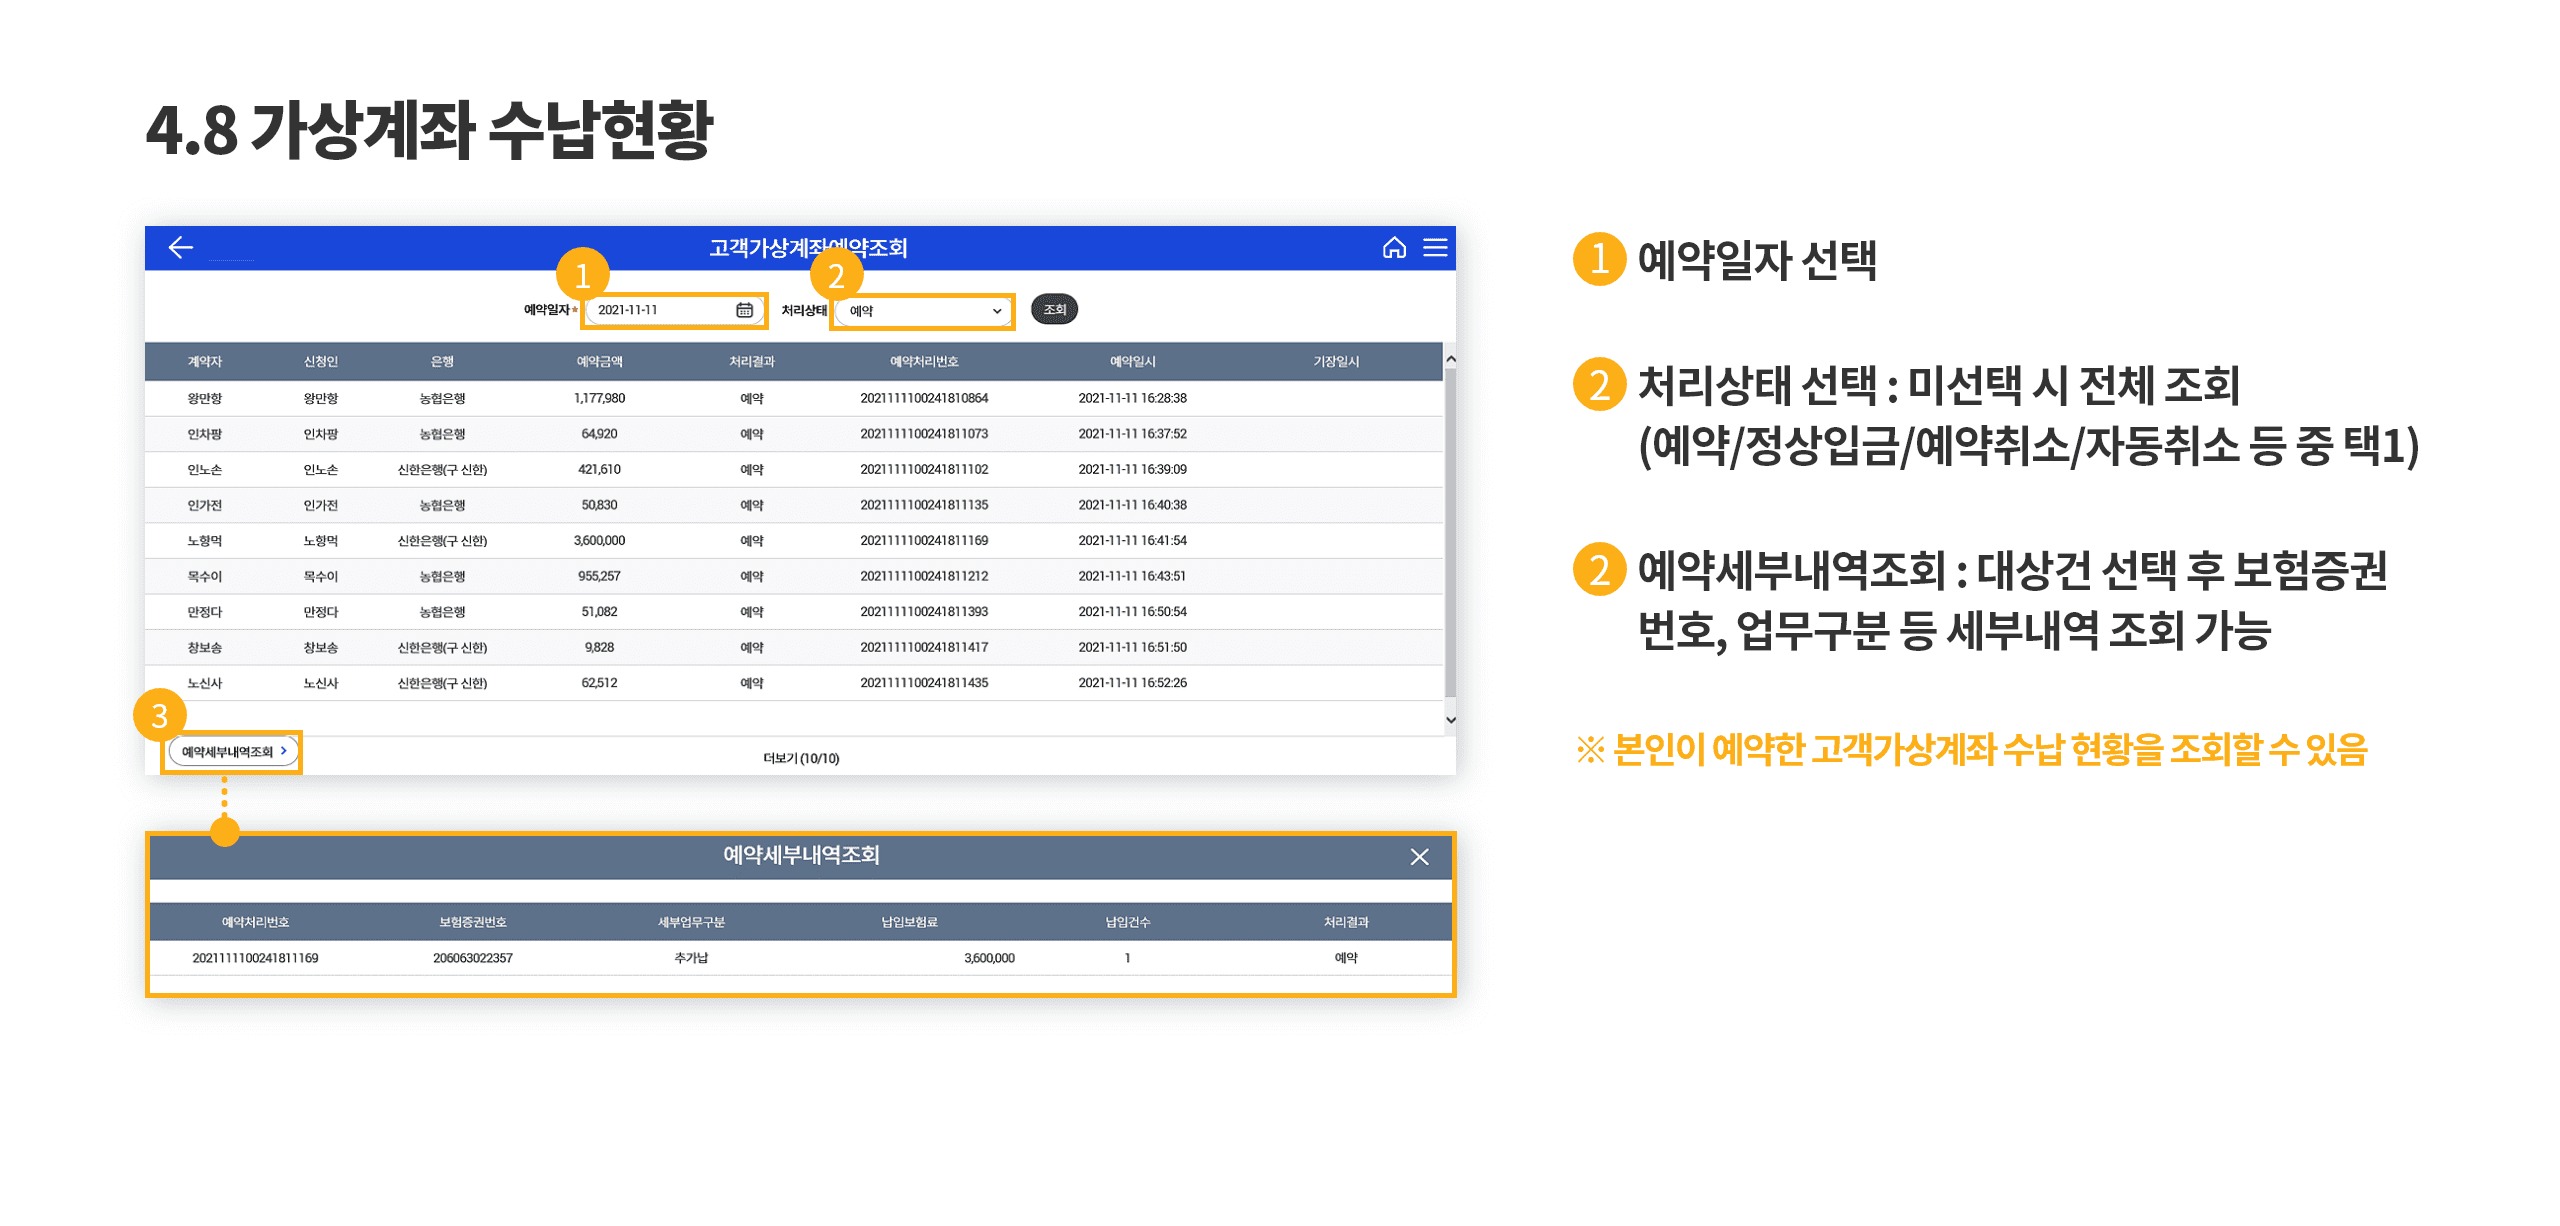 4.8 가상계좌 수납현황
고객가상계좌예약조회
1
2
예약일자* 2021-11-11 처리상태 예약 조회
계약자 신청인 은행 예약금액 처리결과 예약처리번호 예약일시 기장일시
왕만항 왕만항 농협은행 1,177,980 예약 2021111100241810864 2021-11-11 16:28:38
인차팡 인차팡 농협은행 64,920 예약 2021111100241811073 2021-11-11 16:37:52
인노손 인노손 신한은행(구 신한) 421,610 예약 2021111100241811102 2021-11-11 16:39:09
인가전 인가전 농협은행 50,830 예약 2021111100241811135 2021-11-11 16:40:38
노항먹 노항먹 신한은행(구 신한) 3,600,000 예약 2021111100241811169 2021-11-11 16:41:54
목수이 목수이 농협은행 955,257 예약 2021111100241811212 2021-11-11 16:43:51
만정다 만정다 농협은행 51,082 예약 2021111100241811393 2021-11-11 16:50:54
창보송 창보송 신한은행(구 신한) 9,828 예약 2021111100241811417 2021-11-11 16:51:50
노신사 노신사 신한은행(구 신한) 62,512 예약 2021111100241811435 2021-11-11 16:52:26
3
예약세부내역조회 >
더보기 (10/10)
예약세부내역조회
예약처리번호 보험증권번호 세부업무구분 납입보험료 납입건수 처리결과
2021111100241811169 206063022357 추가납 3,600,000 1 예약
1 예약일자 선택
2 처리상태 선택 : 미선택 시 전체 조회
(예약/정상입금/예약취소/자동취소 등 중 택1)
2 예약세부내역조회 : 대상건 선택 후 보험증권
번호, 업무구분 등 세부내역 조회 가능
※ 본인이 예약한 고객가상계좌 수납 현황을 조회할 수 있음